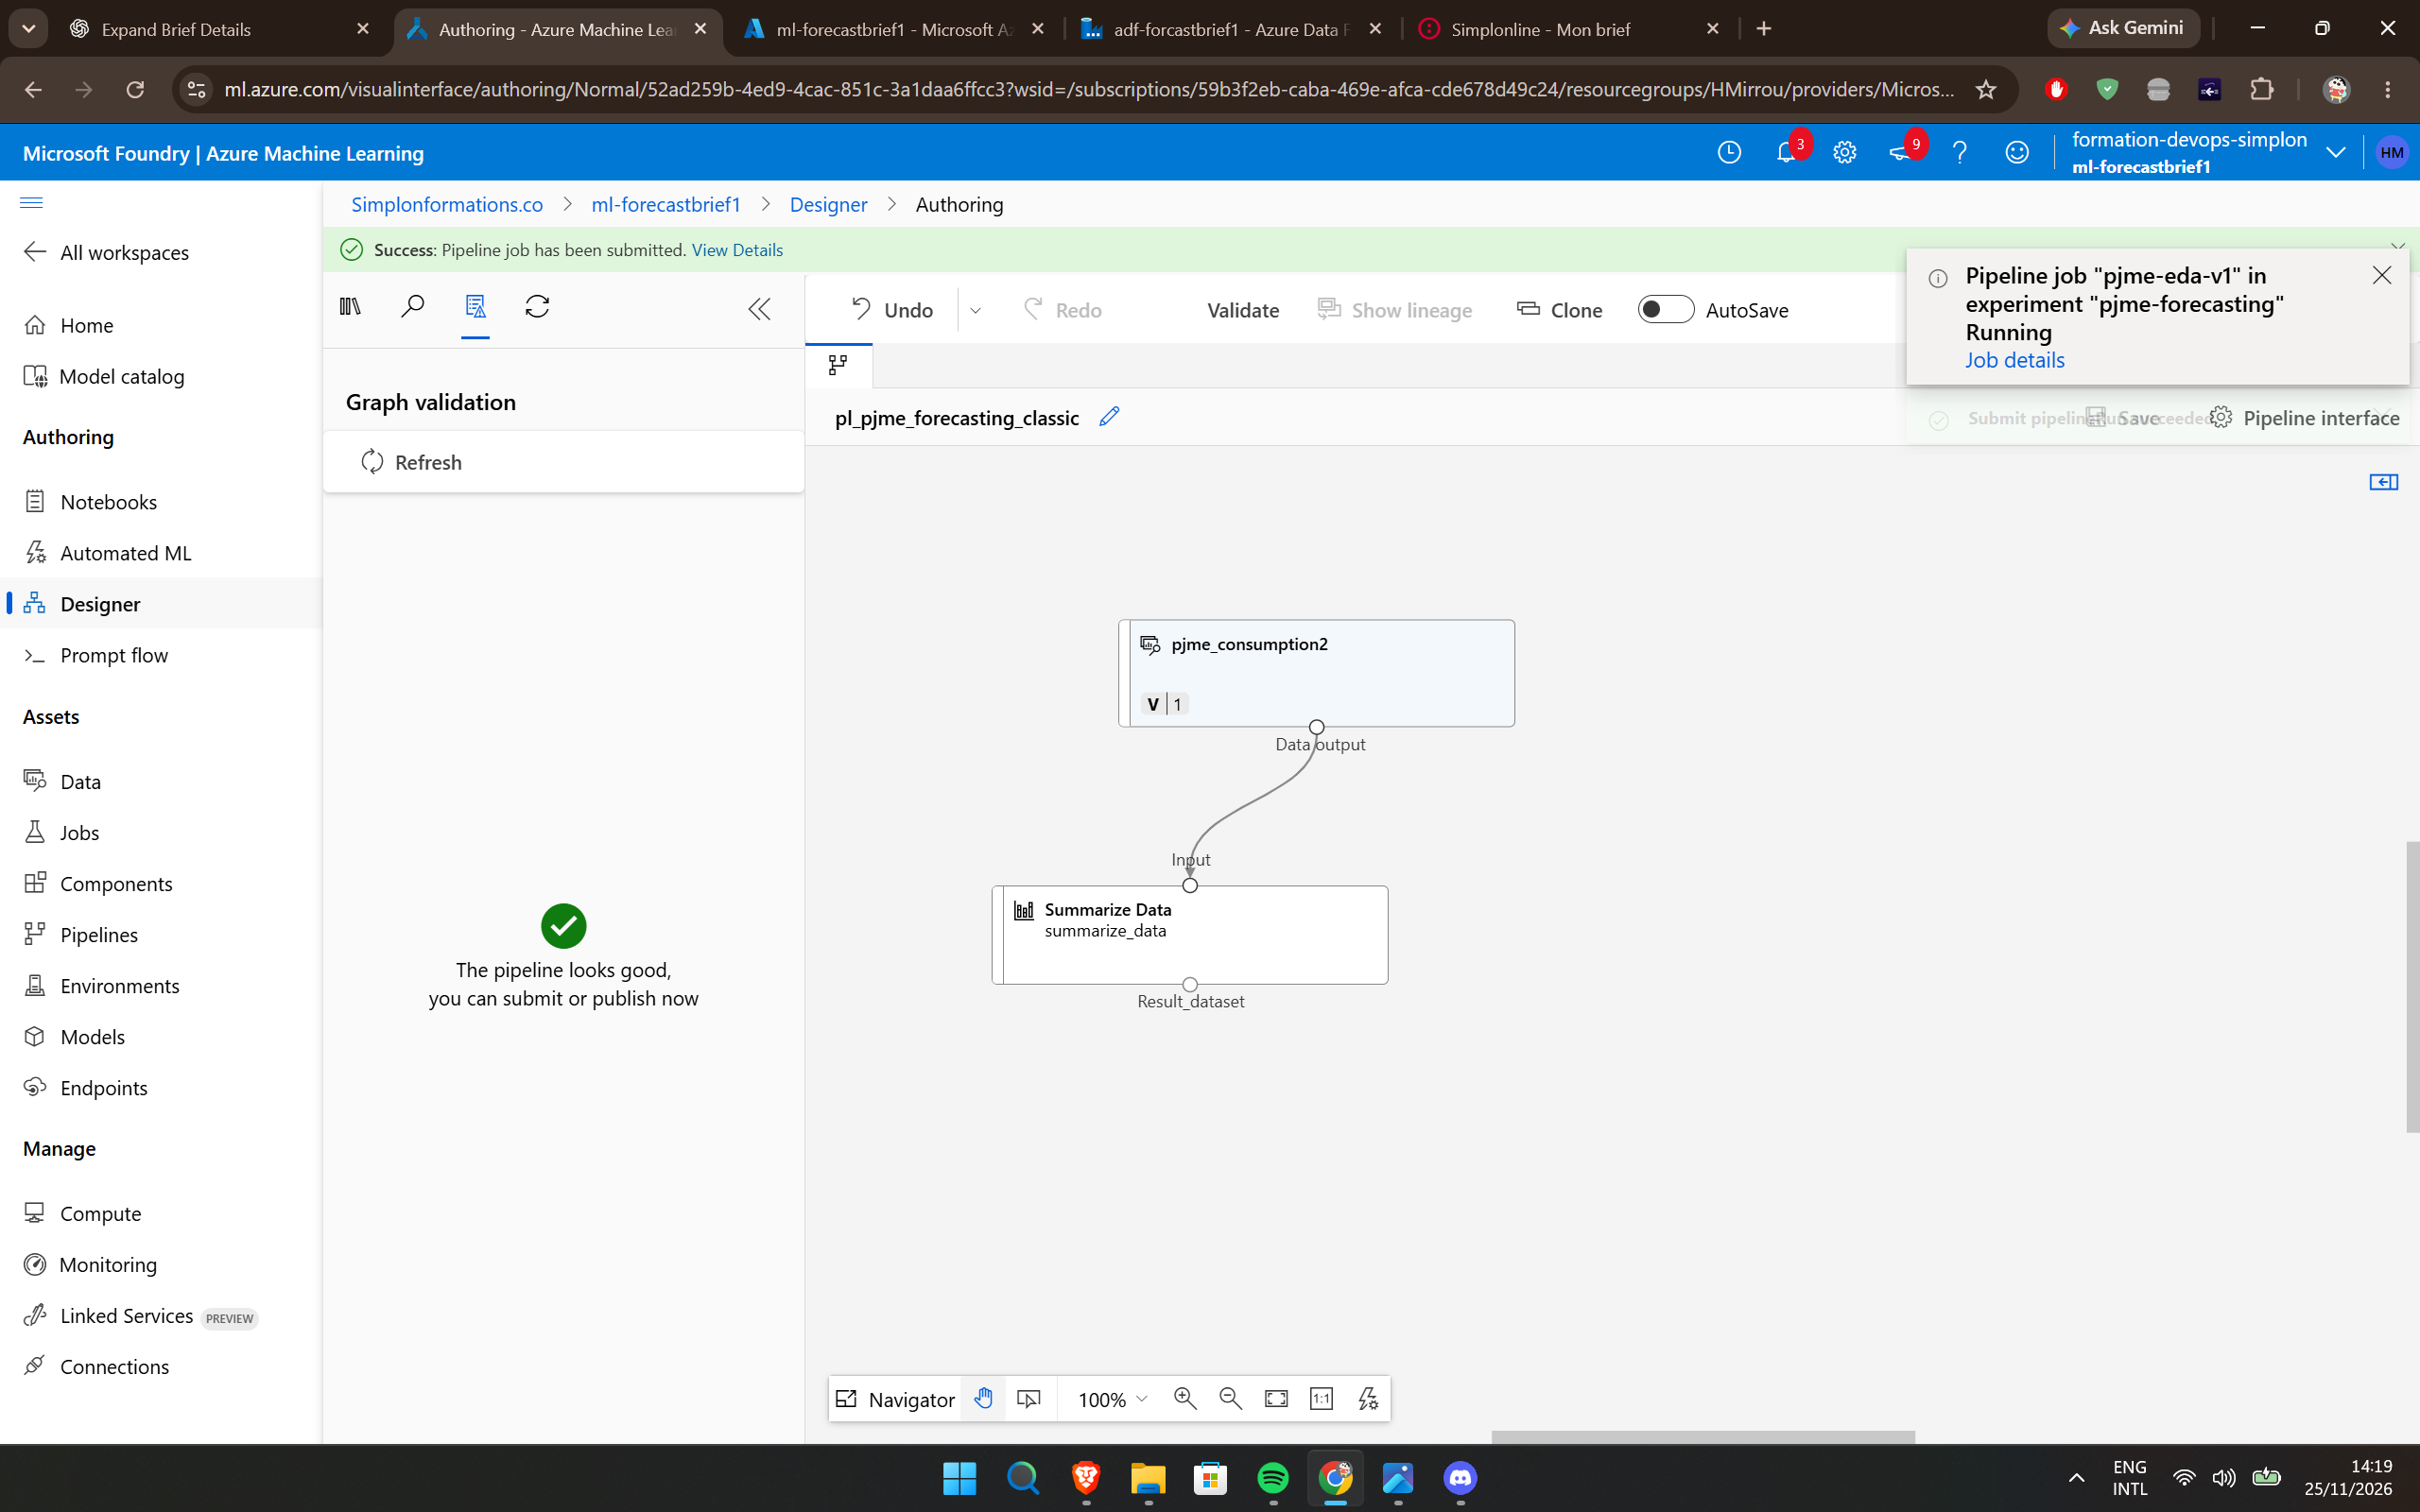 Expand Brief Details
Authoring - Azure Machine Lea
ml-forecastbrief1 - Microsoft Az
adf-forcastbrief1 - Azure Data F
Simplonline - Mon brief
Ask Gemini
ml.azure.com/visualinterface/authoring/Normal/52ad259b-4ed9-4cac-851c-3a1daa6ffcc3?wsid=/subscriptions/59b3f2eb-caba-469e-afca-cde678d49c24/resourcegroups/HMirrou/providers/Micros...
Microsoft Foundry | Azure Machine Learning
3
9
formation-devops-simplon
ml-forecastbrief1
HM
All workspaces
Home
Model catalog
Authoring
Notebooks
Automated ML
Designer
Prompt flow
Assets
Data
Jobs
Components
Pipelines
Environments
Models
Endpoints
Manage
Compute
Monitoring
Linked Services PREVIEW
Connections
Simplonformations.co > ml-forecastbrief1 > Designer > Authoring
Success: Pipeline job has been submitted. View Details
Graph validation
Refresh
The pipeline looks good,
you can submit or publish now
Undo
Redo
Validate
Show lineage
Clone
AutoSave
Pipeline job "pjme-eda-v1" in
experiment "pjme-forecasting"
Running
Job details
pl_pjme_forecasting_classic
Submit pipeline
Save
Pipeline interface
pjme_consumption2
V | 1
Data output
Input
Summarize Data
summarize_data
Result_dataset
Navigator
100%
1:1
ENG
INTL
14:19
25/11/2026